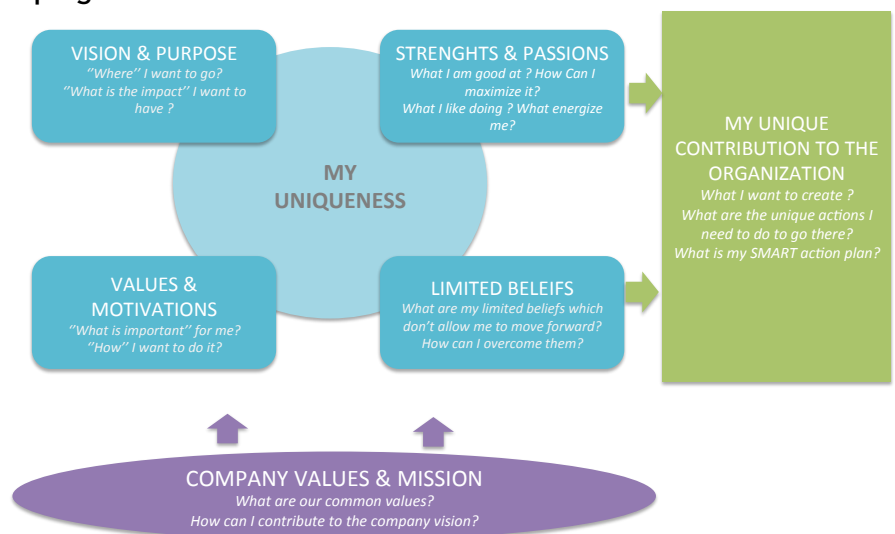 VISION & PURPOSE
‘’Where’’ I want to go?
‘’What is the impact’’ I want to
have ?
STRENGHTS & PASSIONS
What I am good at ? How Can I
maximize it?
What I like doing ? What energize
me?
MY
UNIQUENESS
VALUES &
MOTIVATIONS
‘’What is important’’ for me?
‘’How’’ I want to do it?
LIMITED BELEIFS
What are my limited beliefs which
don’t allow me to move forward?
How can I overcome them?
MY UNIQUE
CONTRIBUTION TO THE
ORGANIZATION
What I want to create ?
What are the unique actions I
need to do to go there?
What is my SMART action plan?
COMPANY VALUES & MISSION
What are our common values?
How can I contribute to the company vision?